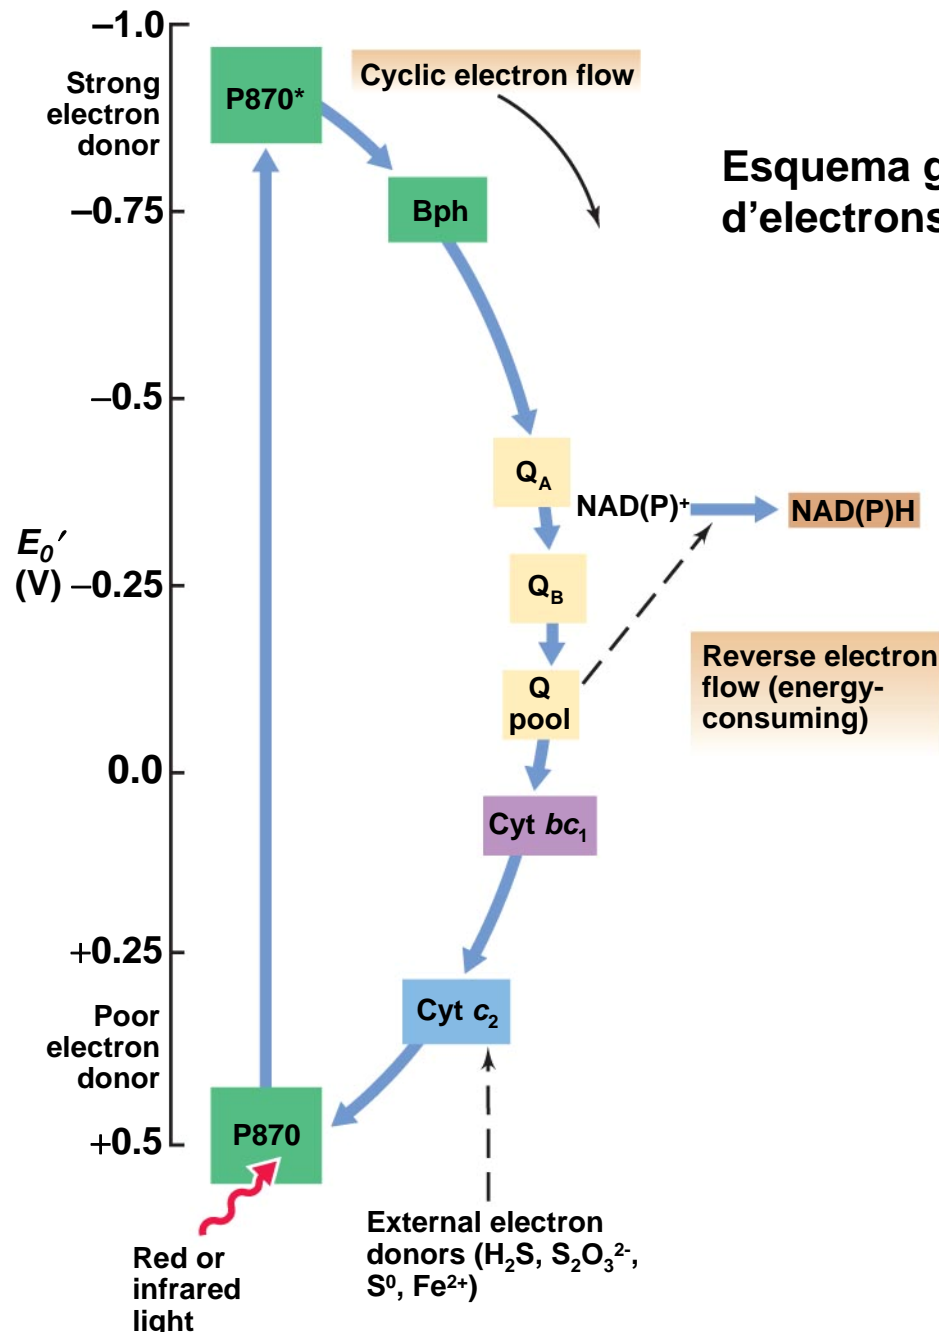 –1.0
Strong
electron
donor
P870*
Cyclic electron flow
Esquema g
d’electrons
–0.75
Bph
–0.5
Q_A
NAD(P)⁺
NAD(P)H
E₀′
(V)
–0.25
Q_B
Reverse electron
flow (energy-
consuming)
Q
pool
0.0
Cyt bc₁
+0.25
Cyt c₂
Poor
electron
donor
P870
+0.5
Red or
infrared
light
External electron
donors (H₂S, S₂O₃²⁻,
S⁰, Fe²⁺)